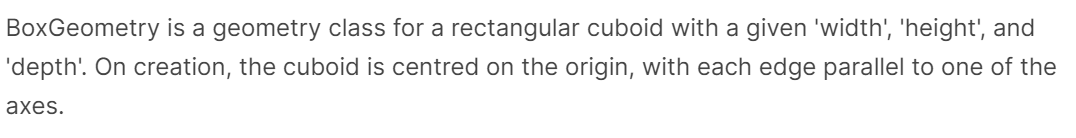 BoxGeometry is a geometry class for a rectangular cuboid with a given 'width', 'height', and
'depth'. On creation, the cuboid is centred on the origin, with each edge parallel to one of the
axes.